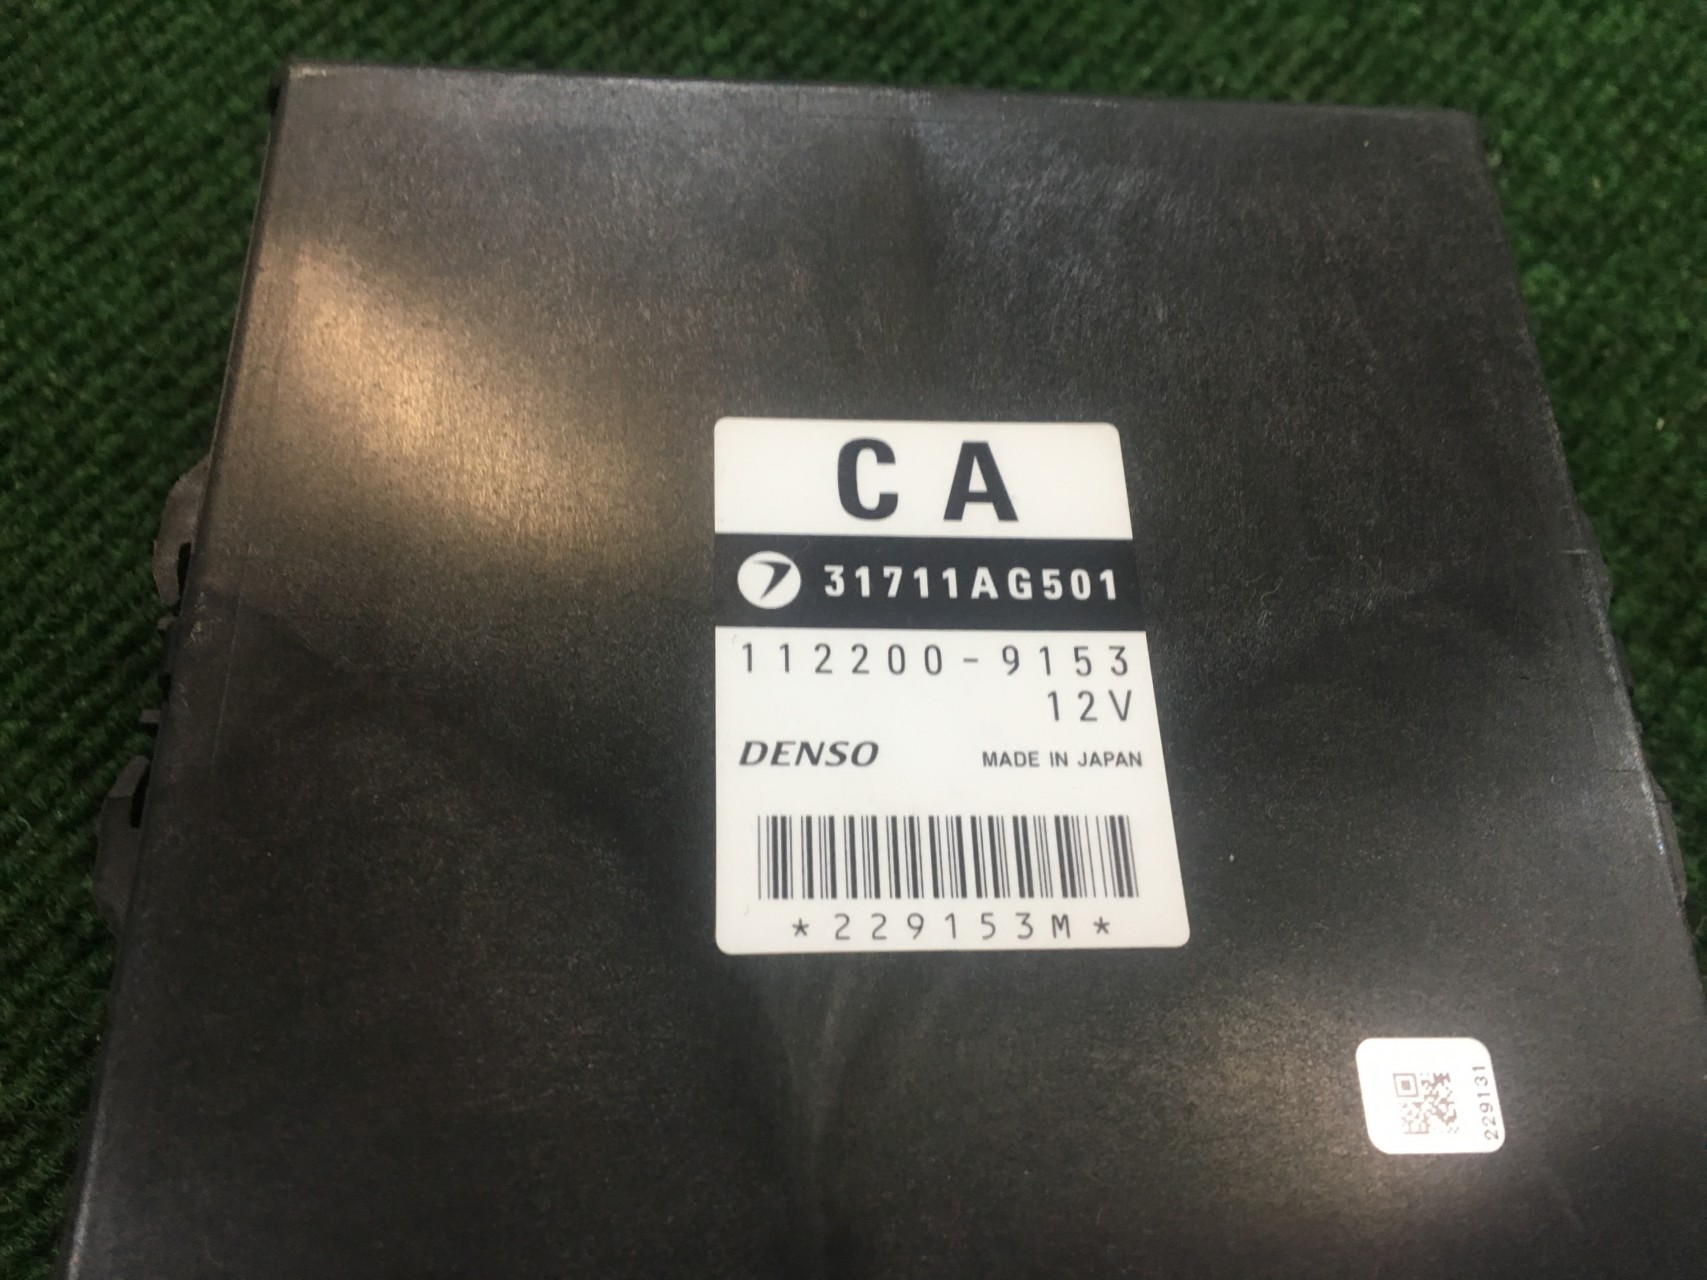 CA
31711AG501
112200-9153
12V
DENSO MADE IN JAPAN
*229153M*
229131